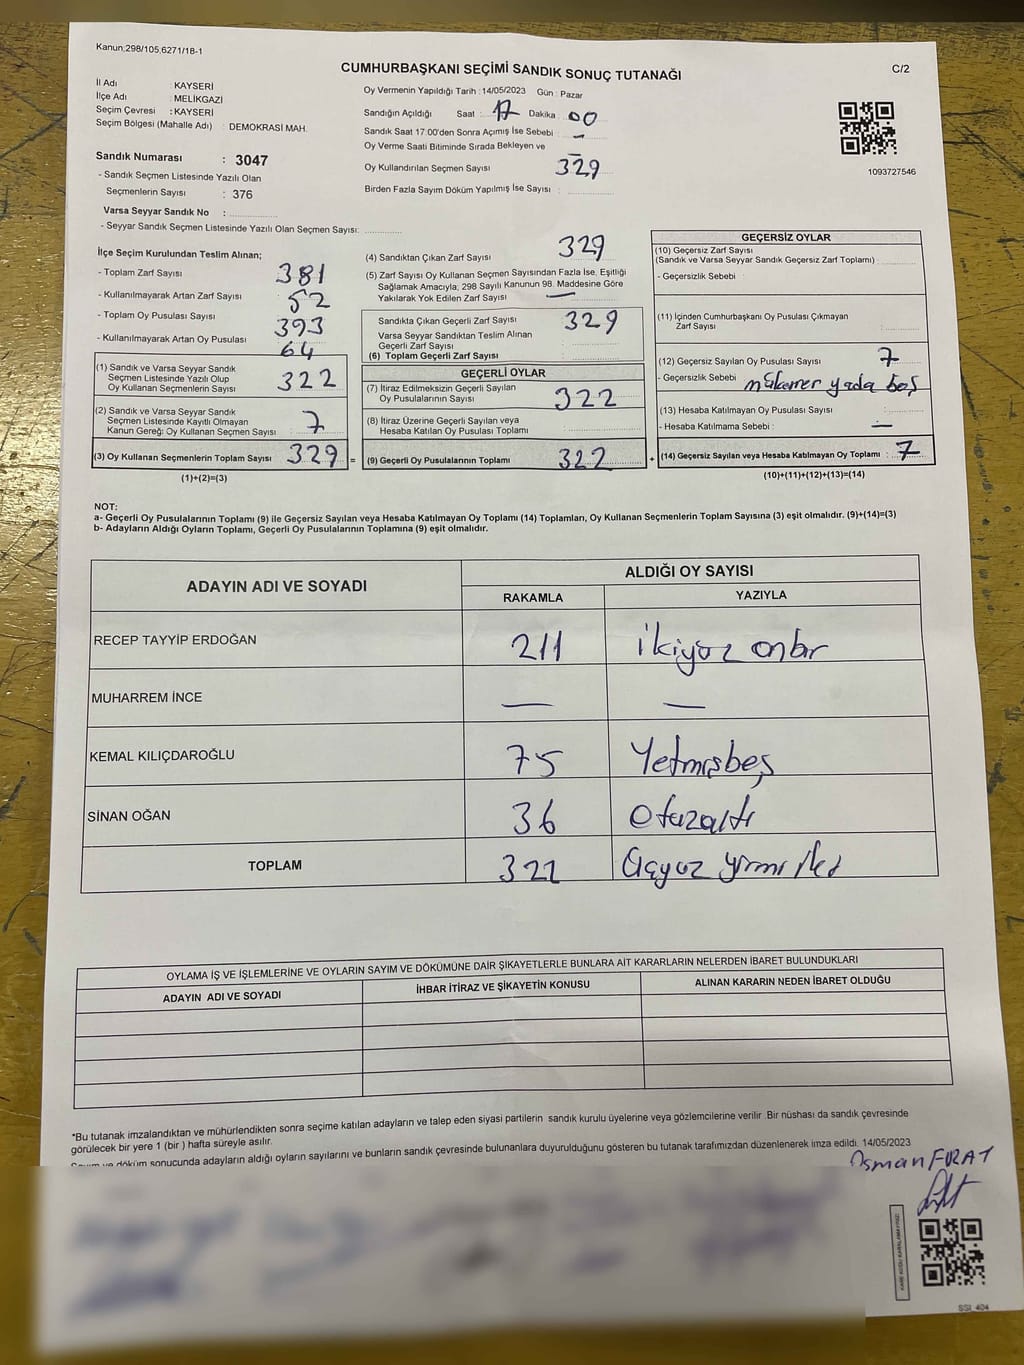 Kanun;298/105,6271/18-1
C/2
CUMHURBAŞKANI SEÇİMİ SANDIK SONUÇ TUTANAĞI
İl Adı : KAYSERİ
İlçe Adı : MELİKGAZİ
Seçim Çevresi : KAYSERİ
Seçim Bölgesi (Mahalle Adı) : DEMOKRASİ MAH.
Oy Vermenin Yapıldığı Tarih : 14/05/2023 Gün : Pazar
Sandığın Açıldığı Saat : 17 Dakika 00
Sandık Saat 17:00'den Sonra Açımış İse Sebebi : —
Oy Verme Saati Bitiminde Sırada Bekleyen ve —
Oy Kullandırılan Seçmen Sayısı 329
Birden Fazla Sayım Döküm Yapılmış İse Sayısı :
1093727546
Sandık Numarası : 3047
- Sandık Seçmen Listesinde Yazılı Olan
Seçmenlerin Sayısı : 376
Varsa Seyyar Sandık No :
- Seyyar Sandık Seçmen Listesinde Yazılı Olan Seçmen Sayısı:
İlçe Seçim Kurulundan Teslim Alınan;
- Toplam Zarf Sayısı 381
- Kullanılmayarak Artan Zarf Sayısı 52
- Toplam Oy Pusulası Sayısı 393
- Kullanılmayarak Artan Oy Pusulası 64
(1) Sandık ve Varsa Seyyar Sandık
Seçmen Listesinde Yazılı Olup
Oy Kullanan Seçmenlerin Sayısı 322
(2) Sandık ve Varsa Seyyar Sandık
Seçmen Listesinde Kayıtlı Olmayan
Kanun Gereği Oy Kullanan Seçmen Sayısı 7
(3) Oy Kullanan Seçmenlerin Toplam Sayısı 329 =
(1)+(2)=(3)
(4) Sandıktan Çıkan Zarf Sayısı 329
(5) Zarf Sayısı Oy Kullanan Seçmen Sayısından Fazla İse, Eşitliği
Sağlamak Amacıyla; 298 Sayılı Kanunun 98. Maddesine Göre
Yakılarak Yok Edilen Zarf Sayısı —
Sandıkta Çıkan Geçerli Zarf Sayısı 329
Varsa Seyyar Sandıktan Teslim Alınan
Geçerli Zarf Sayısı :
(6) Toplam Geçerli Zarf Sayısı :
GEÇERLİ OYLAR
(7) İtiraz Edilmeksizin Geçerli Sayılan
Oy Pusulalarının Sayısı 322
(8) İtiraz Üzerine Geçerli Sayılan veya
Hesaba Katılan Oy Pusulası Toplamı :
(9) Geçerli Oy Pusulalarının Toplamı 322 +
GEÇERSİZ OYLAR
(10) Geçersiz Zarf Sayısı
(Sandık ve Varsa Seyyar Sandık Geçersiz Zarf Toplamı) :
- Geçersizlik Sebebi :
(11) İçinden Cumhurbaşkanı Oy Pusulası Çıkmayan
Zarf Sayısı :
(12) Geçersiz Sayılan Oy Pusulası Sayısı 7
- Geçersizlik Sebebi yada boş
(13) Hesaba Katılmayan Oy Pusulası Sayısı :
- Hesaba Katılmama Sebebi : —
(14) Geçersiz Sayılan veya Hesaba Katılmayan Oy Toplamı : 7
(10)+(11)+(12)+(13)=(14)
NOT:
a- Geçerli Oy Pusulalarının Toplamı (9) ile Geçersiz Sayılan veya Hesaba Katılmayan Oy Toplamı (14) Toplamları, Oy Kullanan Seçmenlerin Toplam Sayısına (3) eşit olmalıdır. (9)+(14)=(3)
b- Adayların Aldığı Oyların Toplamı, Geçerli Oy Pusulalarının Toplamına (9) eşit olmalıdır.
ADAYIN ADI VE SOYADI
ALDIĞI OY SAYISI
RAKAMLA YAZIYLA
RECEP TAYYİP ERDOĞAN 211 ikiyüz onbir
MUHARREM İNCE — —
KEMAL KILIÇDAROĞLU 75 Yetmişbeş
SİNAN OĞAN 36 otuzaltı
TOPLAM 322 üçyüz yirmi iki
OYLAMA İŞ VE İŞLEMLERİNE VE OYLARIN SAYIM VE DÖKÜMÜNE DAİR ŞİKAYETLERLE BUNLARA AİT KARARLARIN NELERDEN İBARET BULUNDUKLARI
ADAYIN ADI VE SOYADI İHBAR İTİRAZ VE ŞİKAYETİN KONUSU ALINAN KARARIN NEDEN İBARET OLDUĞU
*Bu tutanak imzalandıktan ve mühürlendikten sonra seçime katılan adayların ve talep eden siyasi partilerin sandık kurulu üyelerine veya gözlemcilerine verilir .Bir nüshası da sandık çevresinde
görülecek bir yere 1 (bir ) hafta süreyle asılır.
Sayım ve döküm sonucunda adayların aldığı oyların sayılarını ve bunların sandık çevresinde bulunanlara duyurulduğunu gösteren bu tutanak tarafımızdan düzenlenerek imza edildi. 14/05/2023
Osman FIRAT
KARE KODU KARALAMAYINIZ!
SSI_404